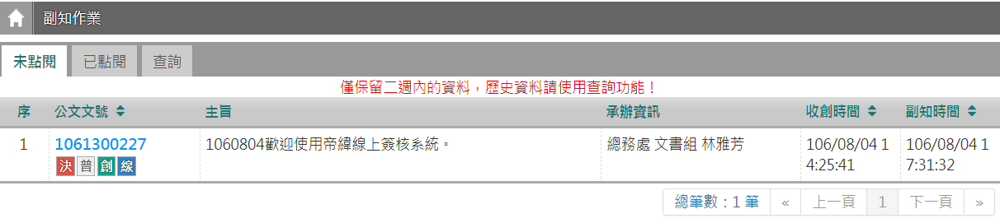 副知作業
未點閱 已點閱 查詢
僅保留二週內的資料，歷史資料請使用查詢功能！
序 公文文號 主旨 承辦資訊 收創時間 副知時間
1 1061300227 1060804歡迎使用帝緯線上簽核系統。 總務處 文書組 林雅芳 106/08/04 1 106/08/04 1
決 普 創 線 4:25:41 7:31:32
總筆數：1 筆 « 上一頁 1 下一頁 »